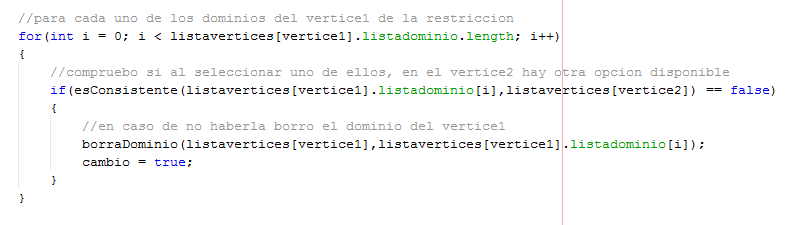 //para cada uno de los dominios del vertice1 de la restriccion
for(int i = 0; i < listavertices[vertice1].listadominio.length; i++)
{
//compruebo si al seleccionar uno de ellos, en el vertice2 hay otra opcion disponible
if(esConsistente(listavertices[vertice1].listadominio[i],listavertices[vertice2]) == false)
{
//en caso de no haberla borro el dominio del vertice1
borraDominio(listavertices[vertice1],listavertices[vertice1].listadominio[i]);
cambio = true;
}
}